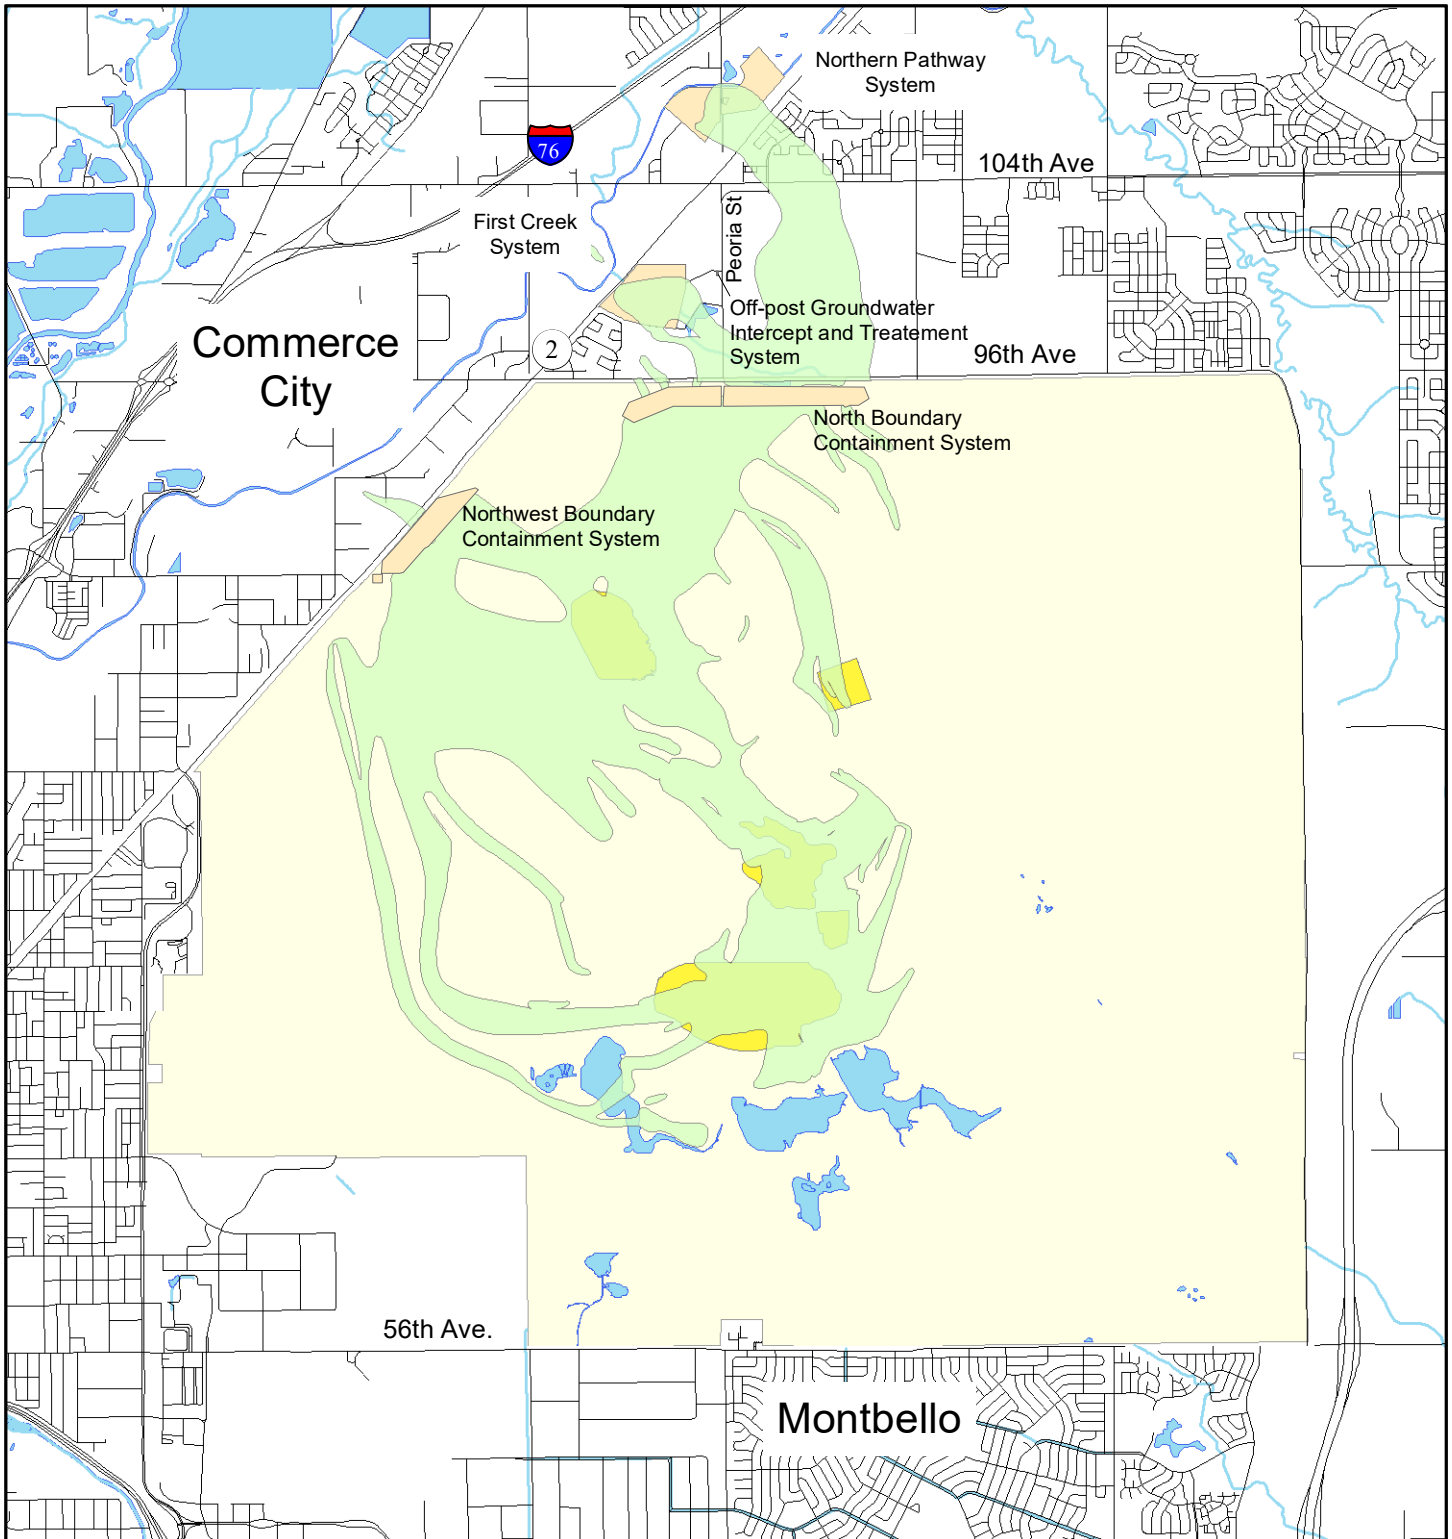 Northern Pathway
System
76
104th Ave
First Creek
System
Peoria St
Off-post Groundwater
Intercept and Treatement
System
Commerce
City
2
96th Ave
North Boundary
Containment System
Northwest Boundary
Containment System
56th Ave.
Montbello